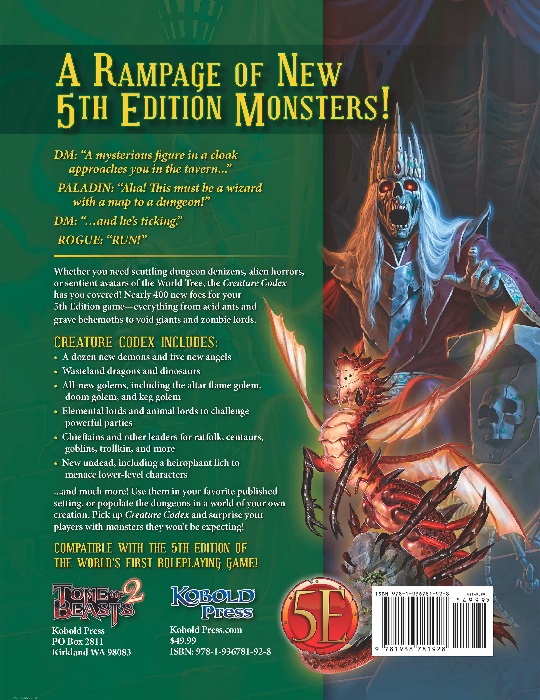 A Rampage of New
5th Edition Monsters!
DM: “A mysterious figure in a cloak
approaches you in the tavern...”
PALADIN: “Aha! This must be a wizard
with a map to a dungeon!”
DM: “…and he’s ticking.”
ROGUE: “RUN!”
Whether you need scuttling dungeon denizens, alien horrors,
or sentient avatars of the World Tree, the Creature Codex
has you covered! Nearly 400 new foes for your
5th Edition game—everything from acid ants and
grave behemoths to void giants and zombie lords.
Creature Codex Includes:
• A dozen new demons and five new angels
• Wasteland dragons and dinosaurs
• All-new golems, including the altar flame golem,
doom golem, and keg golem
• Elemental lords and animal lords to challenge
powerful parties
• Chieftains and other leaders for ratfolk, centaurs,
goblins, trollkin, and more
• New undead, including a heirophant lich to
menace lower-level characters
...and much more! Use them in your favorite published
setting, or populate the dungeons in a world of your own
creation. Pick up Creature Codex and surprise your
players with monsters they won’t be expecting!
Compatible with the 5th Edition of
the World’s First Roleplaying Game!
Tome of Beasts 2
Kobold Press
PO Box 2811
Kirkland WA 98083
Kobold Press
Kobold Press.com
$49.99
ISBN: 978-1-936781-92-8
5E
ISBN 978-1-936781-92-8
9 781936 781928